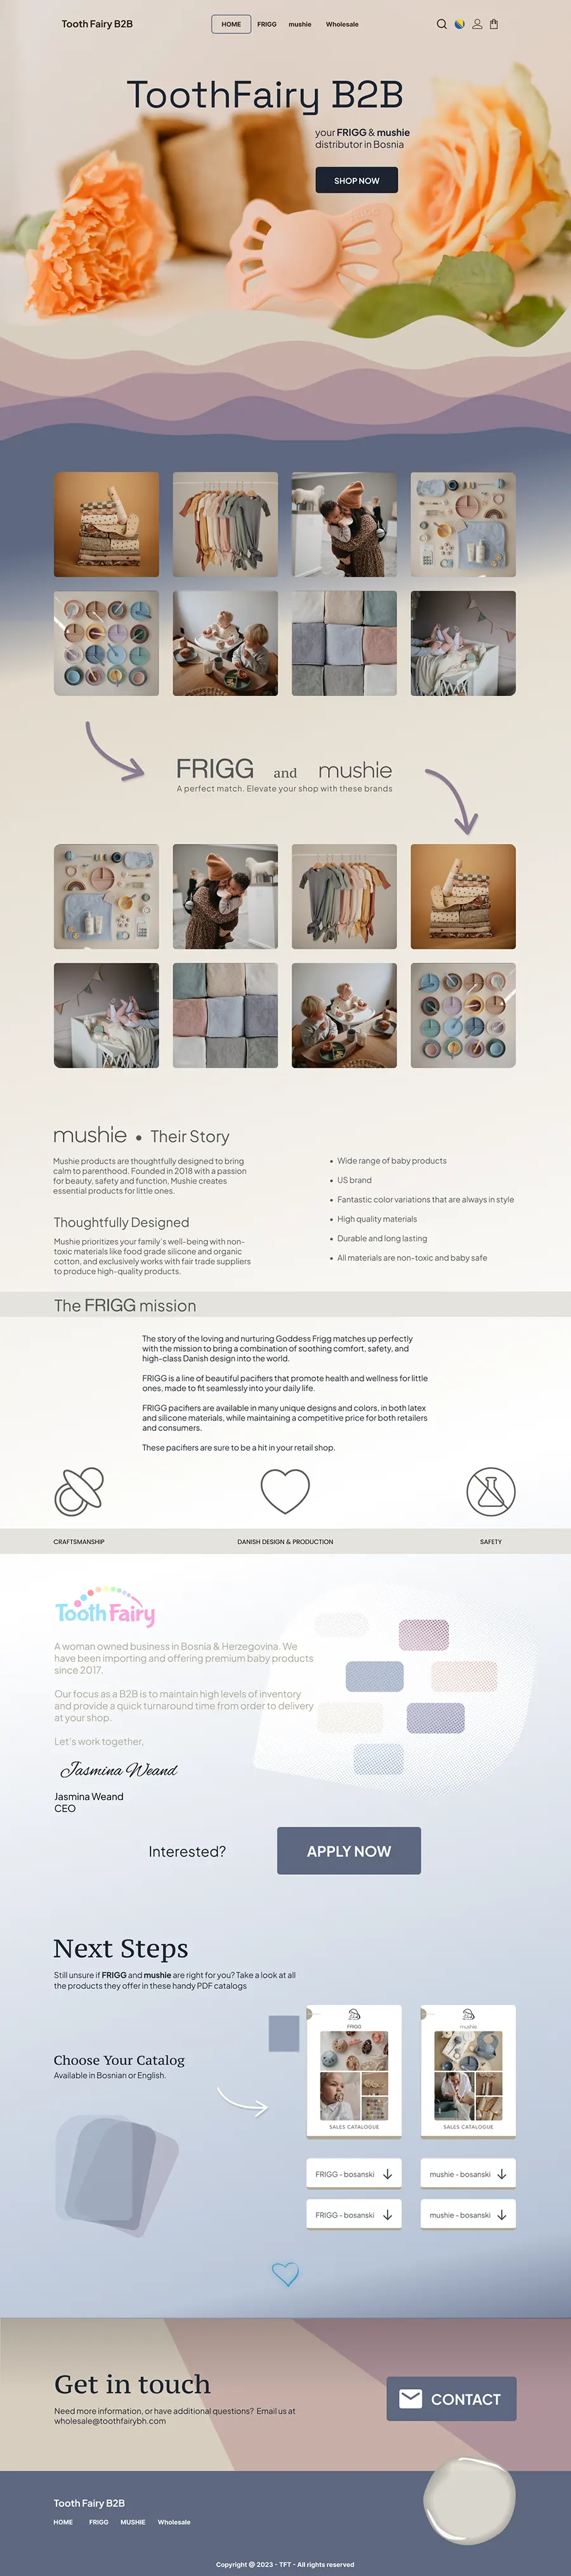 Tooth Fairy B2B
HOME FRIGG mushie Wholesale
ToothFairy B2B
your FRIGG & mushie
distributor in Bosnia
SHOP NOW
FRIGG and mushie
A perfect match. Elevate your shop with these brands
mushie • Their Story
Mushie products are thoughtfully designed to bring
calm to parenthood. Founded in 2018 with a passion
for beauty, safety and function, Mushie creates
essential products for little ones.
Thoughtfully Designed
Mushie prioritizes your family's well-being with non-
toxic materials like food grade silicone and organic
cotton, and exclusively works with fair trade suppliers
to produce high-quality products.
• Wide range of baby products
• US brand
• Fantastic color variations that are always in style
• High quality materials
• Durable and long lasting
• All materials are non-toxic and baby safe
The FRIGG mission
The story of the loving and nurturing Goddess Frigg matches up perfectly
with the mission to bring a combination of soothing comfort, safety, and
high-class Danish design into the world.
FRIGG is a line of beautiful pacifiers that promote health and wellness for little
ones, made to fit seamlessly into your daily life.
FRIGG pacifiers are available in many unique designs and colors, in both latex
and silicone materials, while maintaining a competitive price for both retailers
and consumers.
These pacifiers are sure to be a hit in your retail shop.
CRAFTSMANSHIP
DANISH DESIGN & PRODUCTION
SAFETY
Tooth Fairy
A woman owned business in Bosnia & Herzegovina. We
have been importing and offering premium baby products
since 2017.
Our focus as a B2B is to maintain high levels of inventory
and provide a quick turnaround time from order to delivery
at your shop.
Let's work together,
Jasmina Weand
Jasmina Weand
CEO
Interested?
APPLY NOW
Next Steps
Still unsure if FRIGG and mushie are right for you? Take a look at all
the products they offer in these handy PDF catalogs
Choose Your Catalog
Available in Bosnian or English.
FRIGG
SALES CATALOGUE
mushie
SALES CATALOGUE
FRIGG - bosanski
mushie - bosanski
FRIGG - bosanski
mushie - bosanski
Get in touch
Need more information, or have additional questions? Email us at
wholesale@toothfairybh.com
CONTACT
Tooth Fairy B2B
HOME FRIGG MUSHIE Wholesale
Copyright @ 2023 - TFT - All rights reserved